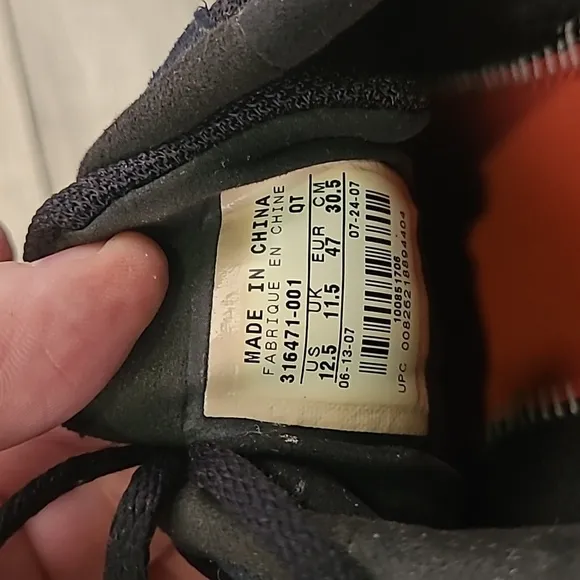 MADE IN CHINA
FABRIQUE EN CHINE
316471-001 QT
US UK EUR CM
12.5 11.5 47 30.5
06-13-07 07-24-07
100851706
UPC 00826218894404